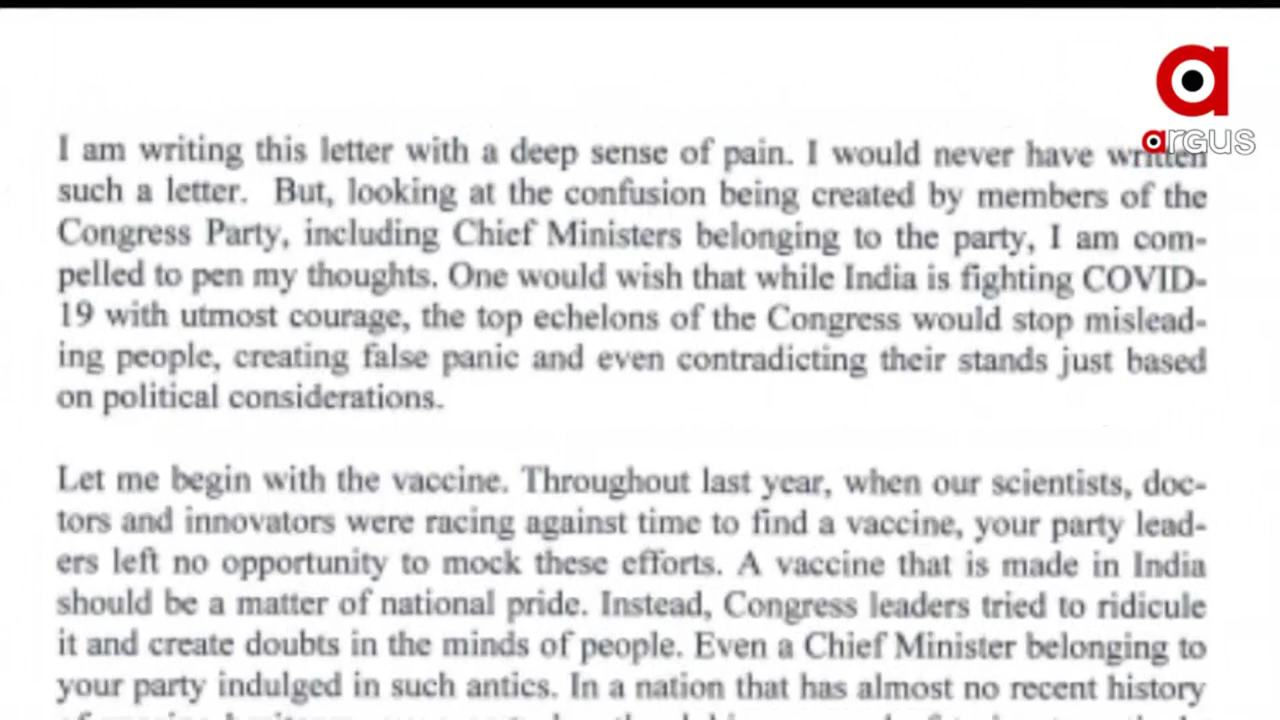 argus
I am writing this letter with a deep sense of pain. I would never have written
such a letter. But, looking at the confusion being created by members of the
Congress Party, including Chief Ministers belonging to the party, I am com-
pelled to pen my thoughts. One would wish that while India is fighting COVID-
19 with utmost courage, the top echelons of the Congress would stop mislead-
ing people, creating false panic and even contradicting their stands just based
on political considerations.
Let me begin with the vaccine. Throughout last year, when our scientists, doc-
tors and innovators were racing against time to find a vaccine, your party lead-
ers left no opportunity to mock these efforts. A vaccine that is made in India
should be a matter of national pride. Instead, Congress leaders tried to ridicule
it and create doubts in the minds of people. Even a Chief Minister belonging to
your party indulged in such antics. In a nation that has almost no recent history